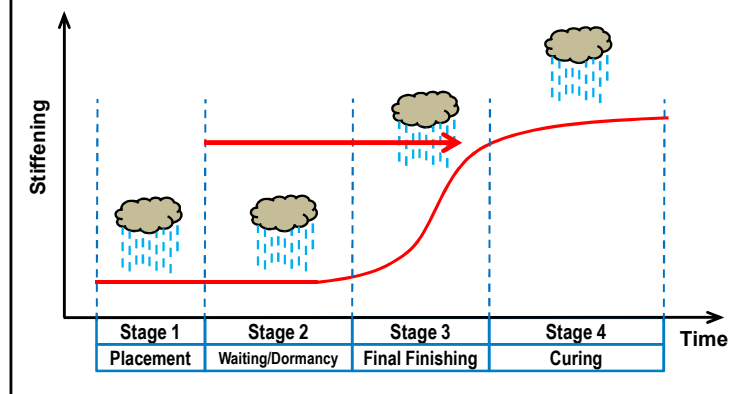 Stiffening
Stage 1 Stage 2 Stage 3 Stage 4
Time
Placement Waiting/Dormancy Final Finishing Curing